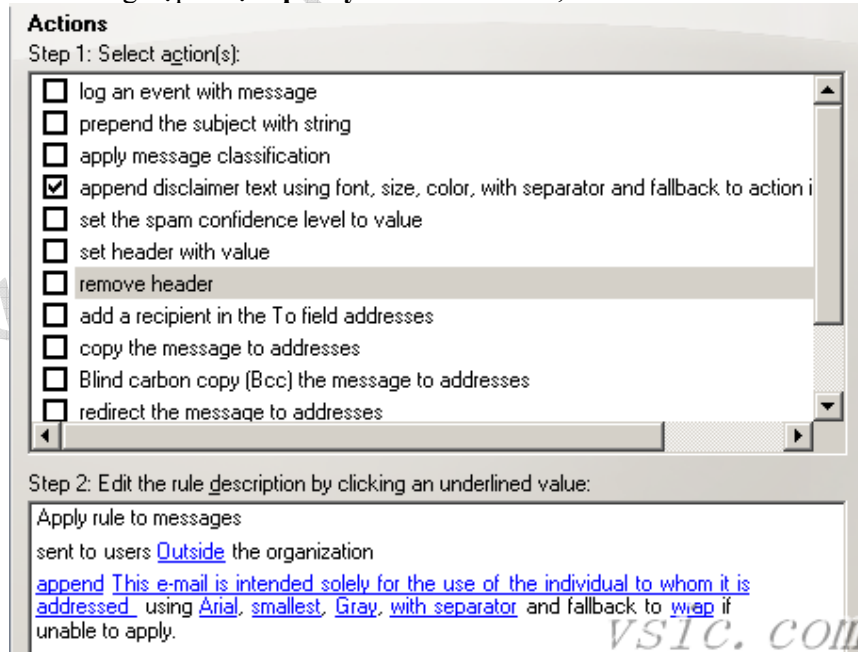 Actions
Step 1: Select action(s):
log an event with message
prepend the subject with string
apply message classification
append disclaimer text using font, size, color, with separator and fallback to action i
set the spam confidence level to value
set header with value
remove header
add a recipient in the To field addresses
copy the message to addresses
Blind carbon copy (Bcc) the message to addresses
redirect the message to addresses
Step 2: Edit the rule description by clicking an underlined value:
Apply rule to messages
sent to users Outside the organization
append This e-mail is intended solely for the use of the individual to whom it is
addressed using Arial, smallest, Gray, with separator and fallback to wrap if
unable to apply.
VSIC.COM